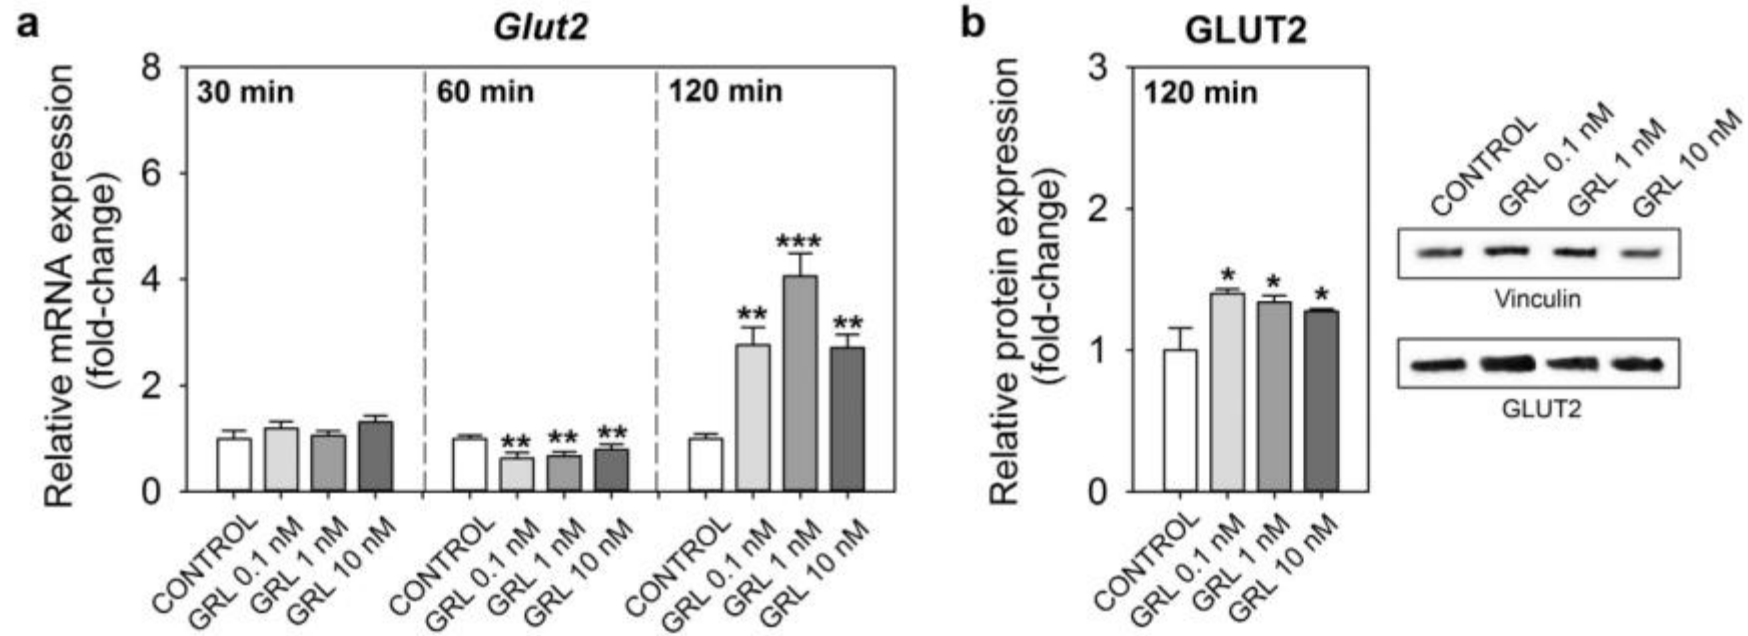 a
Glut2
Relative mRNA expression
(fold-change)
8
6
4
2
0
30 min
60 min
120 min
**
**
**
**
***
**
CONTROL
GRL 0.1 nM
GRL 1 nM
GRL 10 nM
CONTROL
GRL 0.1 nM
GRL 1 nM
GRL 10 nM
CONTROL
GRL 0.1 nM
GRL 1 nM
GRL 10 nM
b
GLUT2
Relative protein expression
(fold-change)
3
2
1
0
120 min
*
*
*
CONTROL
GRL 0.1 nM
GRL 1 nM
GRL 10 nM
CONTROL
GRL 0.1 nM
GRL 1 nM
GRL 10 nM
Vinculin
GLUT2